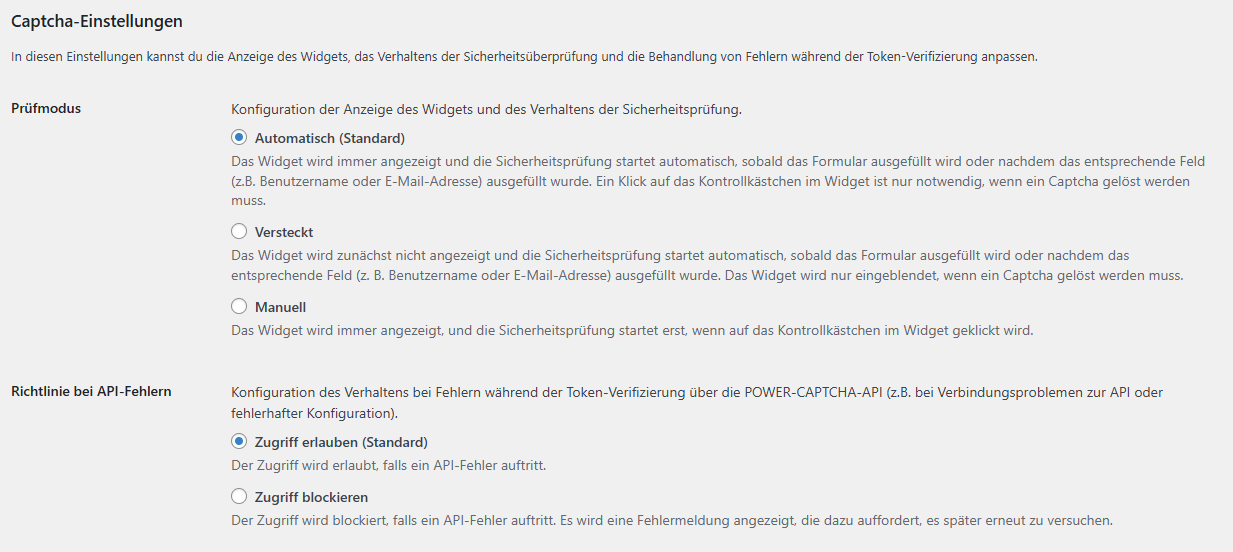 Captcha-Einstellungen
In diesen Einstellungen kannst du die Anzeige des Widgets, das Verhaltens der Sicherheitsüberprüfung und die Behandlung von Fehlern während der Token-Verifizierung anpassen.
Prüfmodus
Konfiguration der Anzeige des Widgets und des Verhaltens der Sicherheitsprüfung.
Automatisch (Standard)
Das Widget wird immer angezeigt und die Sicherheitsprüfung startet automatisch, sobald das Formular ausgefüllt wird oder nachdem das entsprechende Feld
(z.B. Benutzername oder E-Mail-Adresse) ausgefüllt wurde. Ein Klick auf das Kontrollkästchen im Widget ist nur notwendig, wenn ein Captcha gelöst werden
muss.
Versteckt
Das Widget wird zunächst nicht angezeigt und die Sicherheitsprüfung startet automatisch, sobald das Formular ausgefüllt wird oder nachdem das
entsprechende Feld (z. B. Benutzername oder E-Mail-Adresse) ausgefüllt wurde. Das Widget wird nur eingeblendet, wenn ein Captcha gelöst werden muss.
Manuell
Das Widget wird immer angezeigt, und die Sicherheitsprüfung startet erst, wenn auf das Kontrollkästchen im Widget geklickt wird.
Richtlinie bei API-Fehlern
Konfiguration des Verhaltens bei Fehlern während der Token-Verifizierung über die POWER-CAPTCHA-API (z.B. bei Verbindungsproblemen zur API oder
fehlerhafter Konfiguration).
Zugriff erlauben (Standard)
Der Zugriff wird erlaubt, falls ein API-Fehler auftritt.
Zugriff blockieren
Der Zugriff wird blockiert, falls ein API-Fehler auftritt. Es wird eine Fehlermeldung angezeigt, die dazu auffordert, es später erneut zu versuchen.